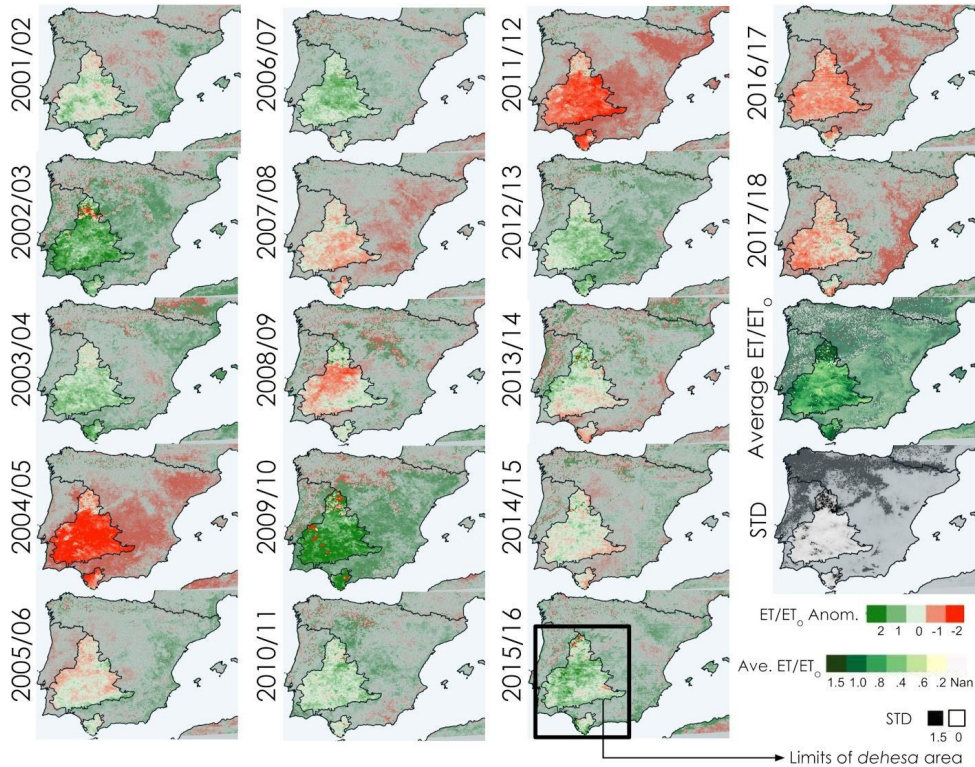 2001/02
2002/03
2003/04
2004/05
2005/06
2006/07
2007/08
2008/09
2009/10
2010/11
2011/12
2012/13
2013/14
2014/15
2015/16
2016/17
2017/18
Average ET/ETo
STD
ET/ETo Anom.
2 1 0 -1 -2
Ave. ET/ETo
1.5 1.0 .8 .4 .6 .2 Nan
STD
1.5 0
Limits of dehesa area